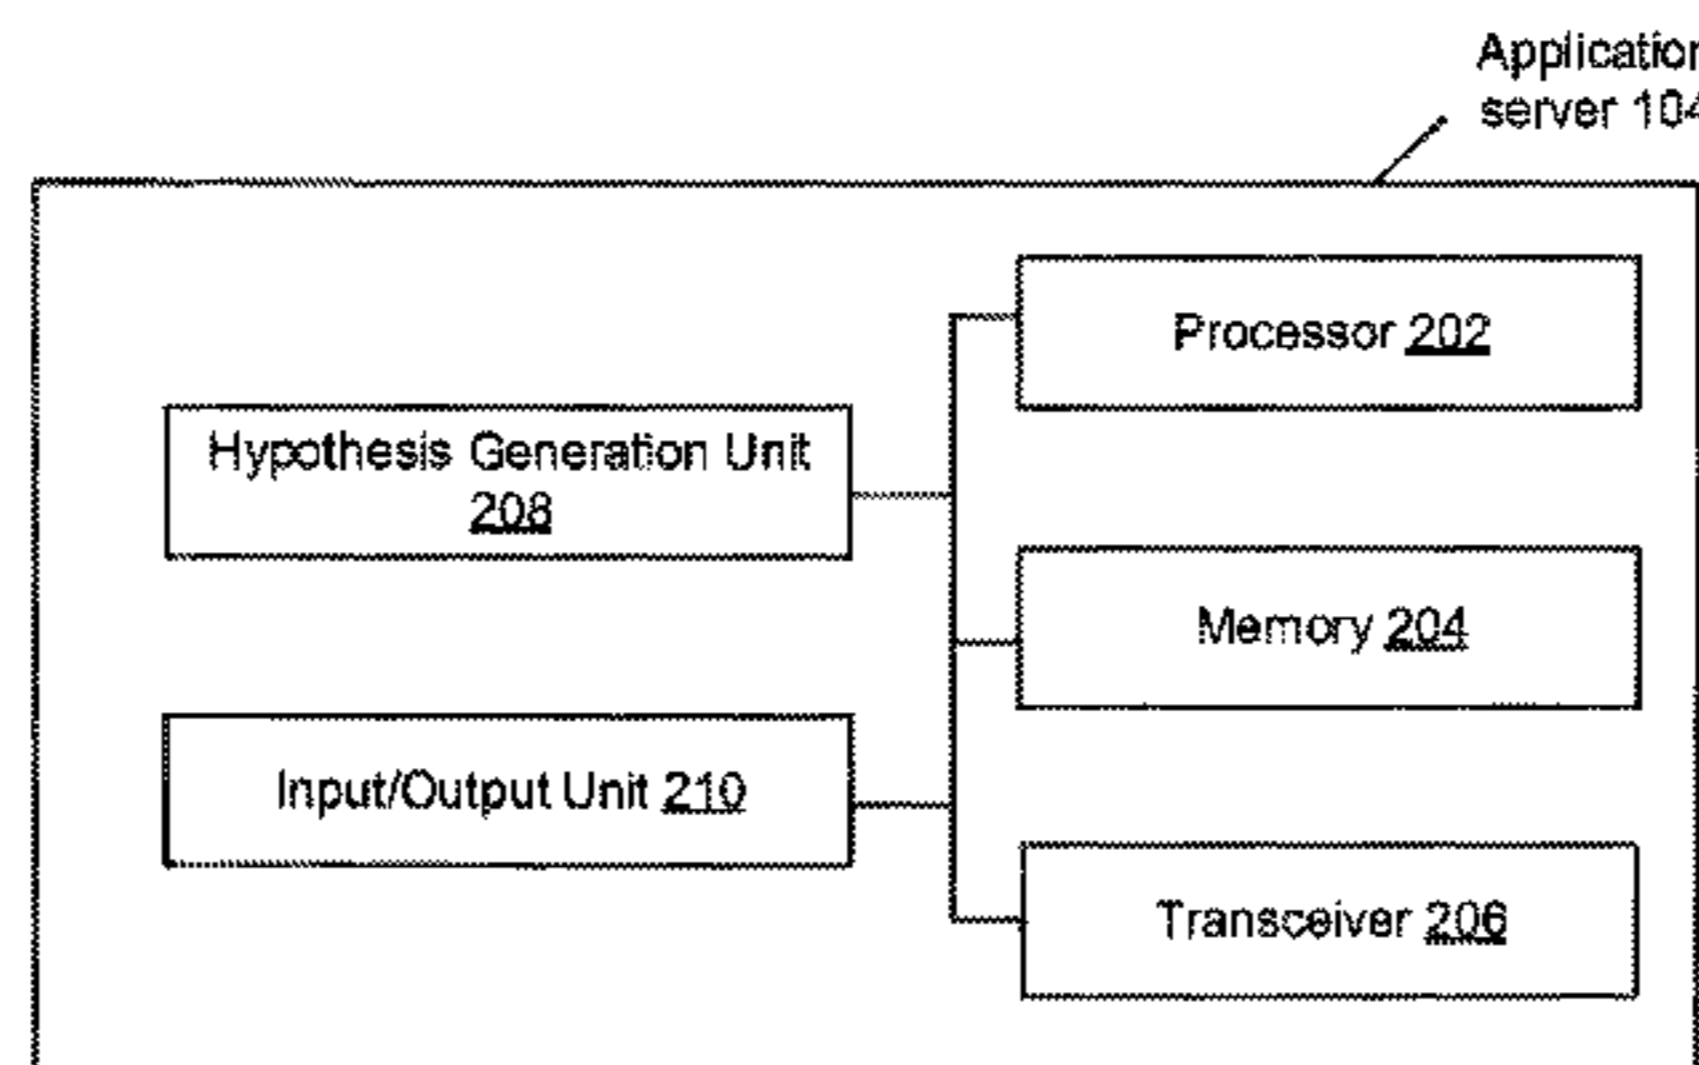 Application
server 104
Processor 202
Hypothesis Generation Unit
208
Memory 204
Input/Output Unit 210
Transceiver 206